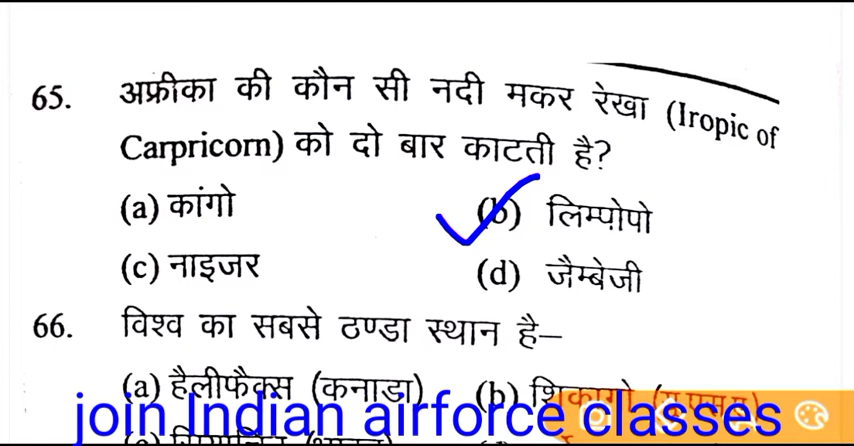 65. अफ्रीका की कौन सी नदी मकर रेखा (Iropic of
Carpricorn) को दो बार काटती है?
(a) कांगो (b) लिम्पोपो
(c) नाइजर (d) जैम्बेजी
66. विश्व का सबसे ठण्डा स्थान है–
(a) हैलीफैक्स (कनाडा) (b) शिकागो
join Indian airforce classes